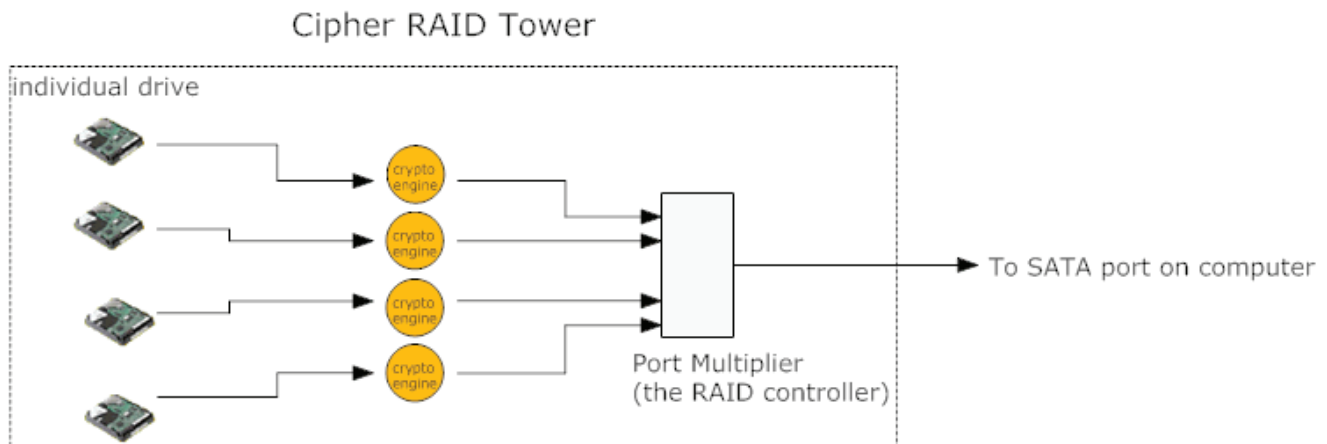 Cipher RAID Tower
individual drive
crypto
engine
crypto
engine
crypto
engine
crypto
engine
To SATA port on computer
Port Multiplier
(the RAID controller)